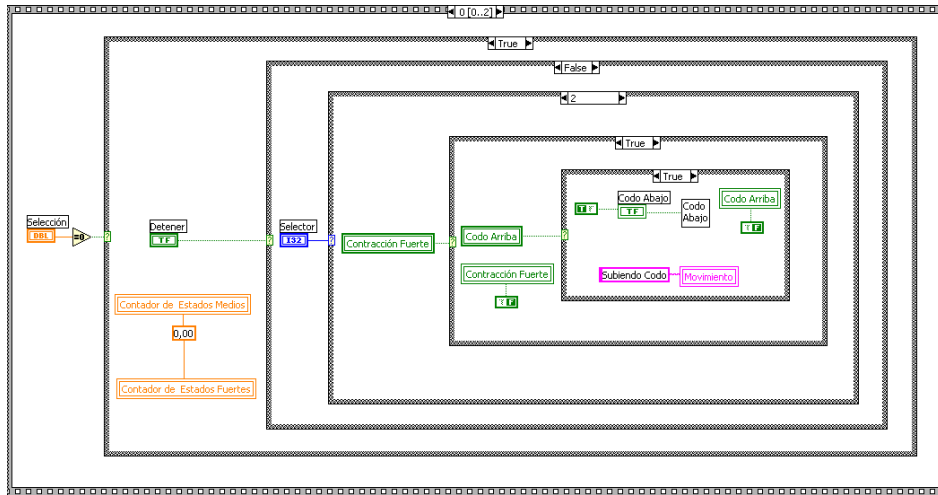 0 [0..2]
True
False
2
True
True
Selección
DBL
=0
Detener
TF
Selector
I32
Contracción Fuerte
Codo Arriba
Contracción Fuerte
F
T
Codo Abajo
TF
Codo
Abajo
Codo Arriba
F
Subiendo Codo
Movimiento
Contador de Estados Medios
0,00
Contador de Estados Fuertes